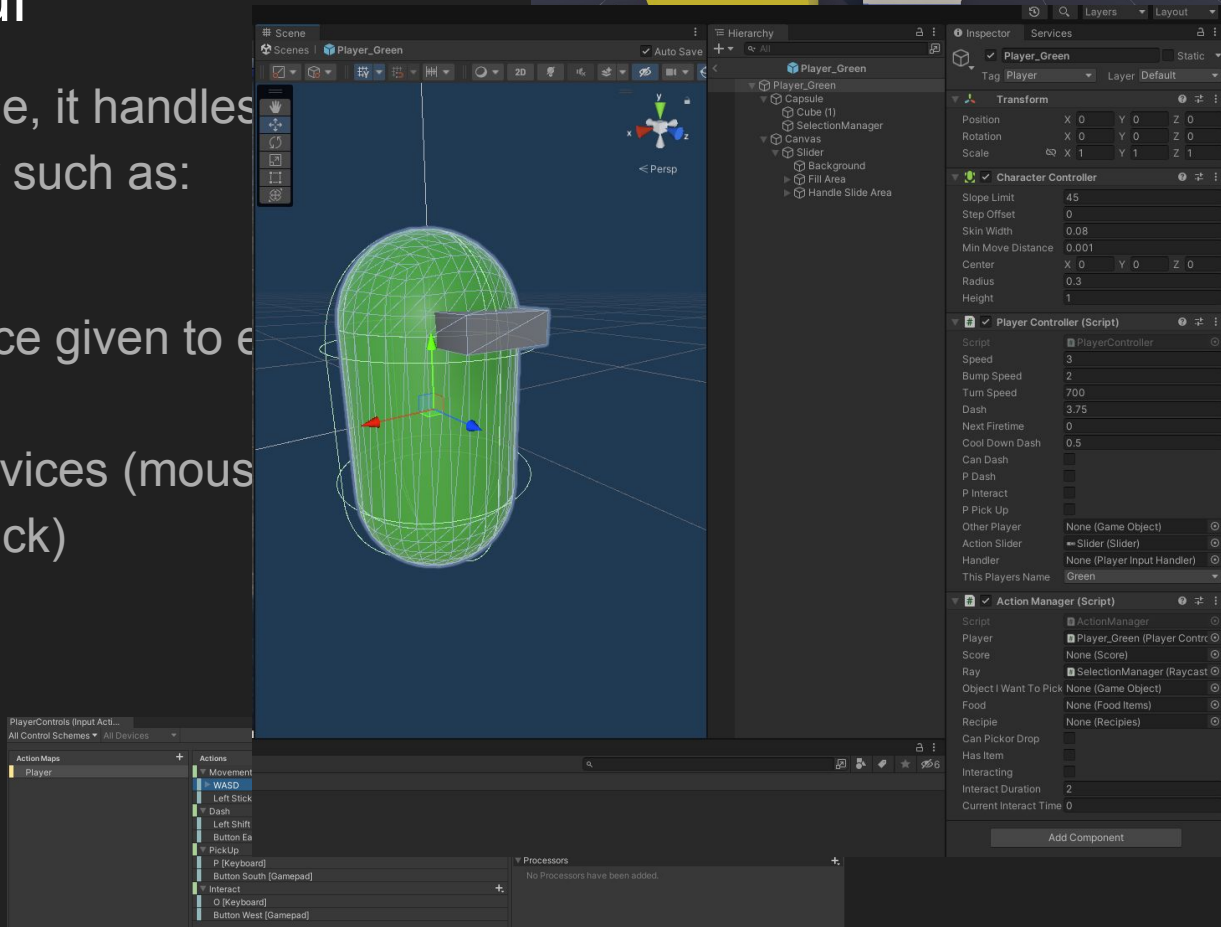 e, it handles
such as:
ce given to e
vices (mous
ck)
Layers
Layout
Scene
Scenes
Player_Green
Auto Save
2D
y
x
z
Persp
Hierarchy
All
Player_Green
Player_Green
Capsule
Cube (1)
SelectionManager
Canvas
Slider
Background
Fill Area
Handle Slide Area
Inspector Services
Player_Green Static
Tag Player Layer Default
Transform
Position X 0 Y 0 Z 0
Rotation X 0 Y 0 Z 0
Scale X 1 Y 1 Z 1
Character Controller
Slope Limit 45
Step Offset 0
Skin Width 0.08
Min Move Distance 0.001
Center X 0 Y 0 Z 0
Radius 0.3
Height 1
Player Controller (Script)
Script PlayerController
Speed 3
Bump Speed 2
Turn Speed 700
Dash 3.75
Next Firetime 0
Cool Down Dash 0.5
Can Dash
P Dash
P Interact
P Pick Up
Other Player None (Game Object)
Action Slider Slider (Slider)
Handler None (Player Input Handler)
This Players Name Green
Action Manager (Script)
Script ActionManager
Player Player_Green (Player Contrc
Score None (Score)
Ray SelectionManager (Raycast
Object I Want To Pick None (Game Object)
Food None (Food Items)
Recipie None (Recipies)
Can Pickor Drop
Has Item
Interacting
Interact Duration 2
Current Interact Time 0
Add Component
6
PlayerControls (Input Acti...
All Control Schemes All Devices
Action Maps +
Player
Actions
Movement
WASD
Left Stick
Dash
Left Shift
Button Ea
PickUp
P [Keyboard]
Button South [Gamepad]
Interact +
O [Keyboard]
Button West [Gamepad]
Processors +
No Processors have been added.